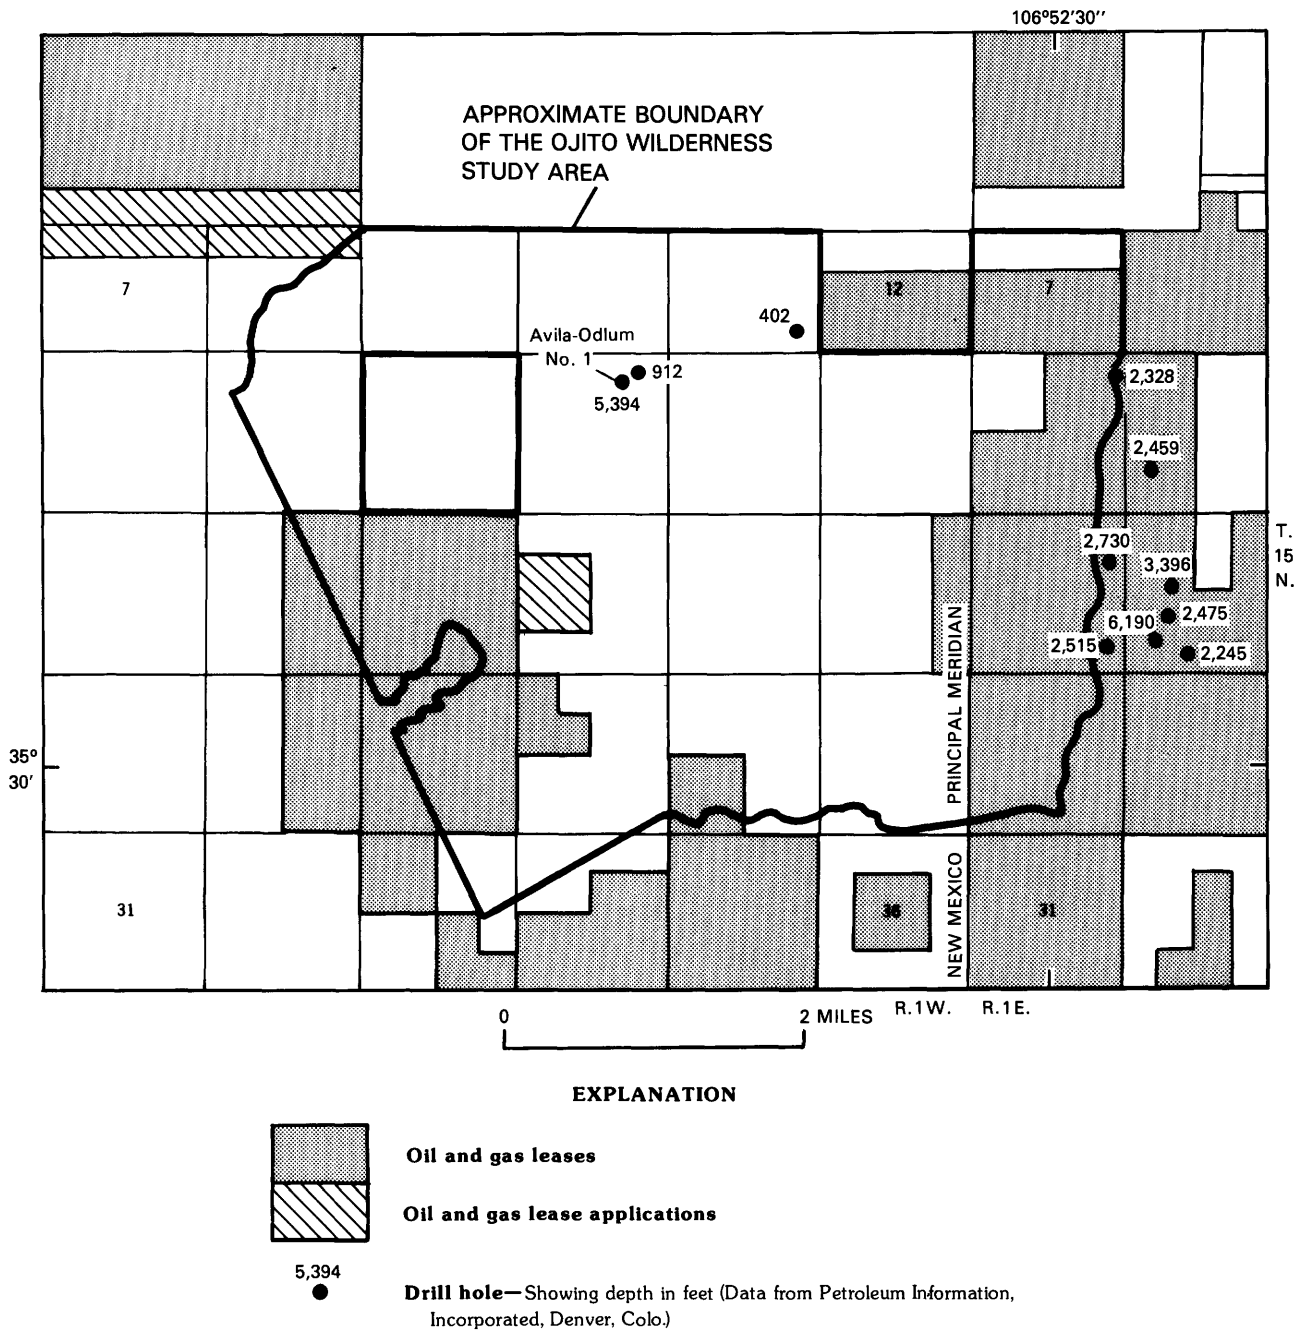 106°52'30''
APPROXIMATE BOUNDARY
OF THE OJITO WILDERNESS
STUDY AREA
7
12
7
402
Avila-Odlum
No. 1
912
5,394
2,328
2,459
2,730
3,396
2,475
6,190
2,515
2,245
T.
15
N.
35°
30'
NEW MEXICO PRINCIPAL MERIDIAN
31
36
31
R.1W. R.1E.
0 2 MILES
EXPLANATION
Oil and gas leases
Oil and gas lease applications
5,394
Drill hole—Showing depth in feet (Data from Petroleum Information,
Incorporated, Denver, Colo.)